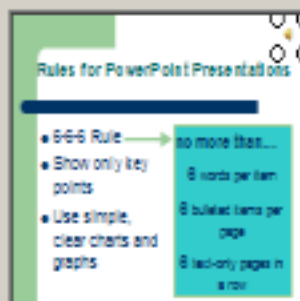 Rules for PowerPoint Presentations
• 6-6-6 Rule
• Show only key
points
• Use simple,
clear charts and
graphs
no more than....
6 words per item
6 bulleted items per
page
6 text-only pages in
a row